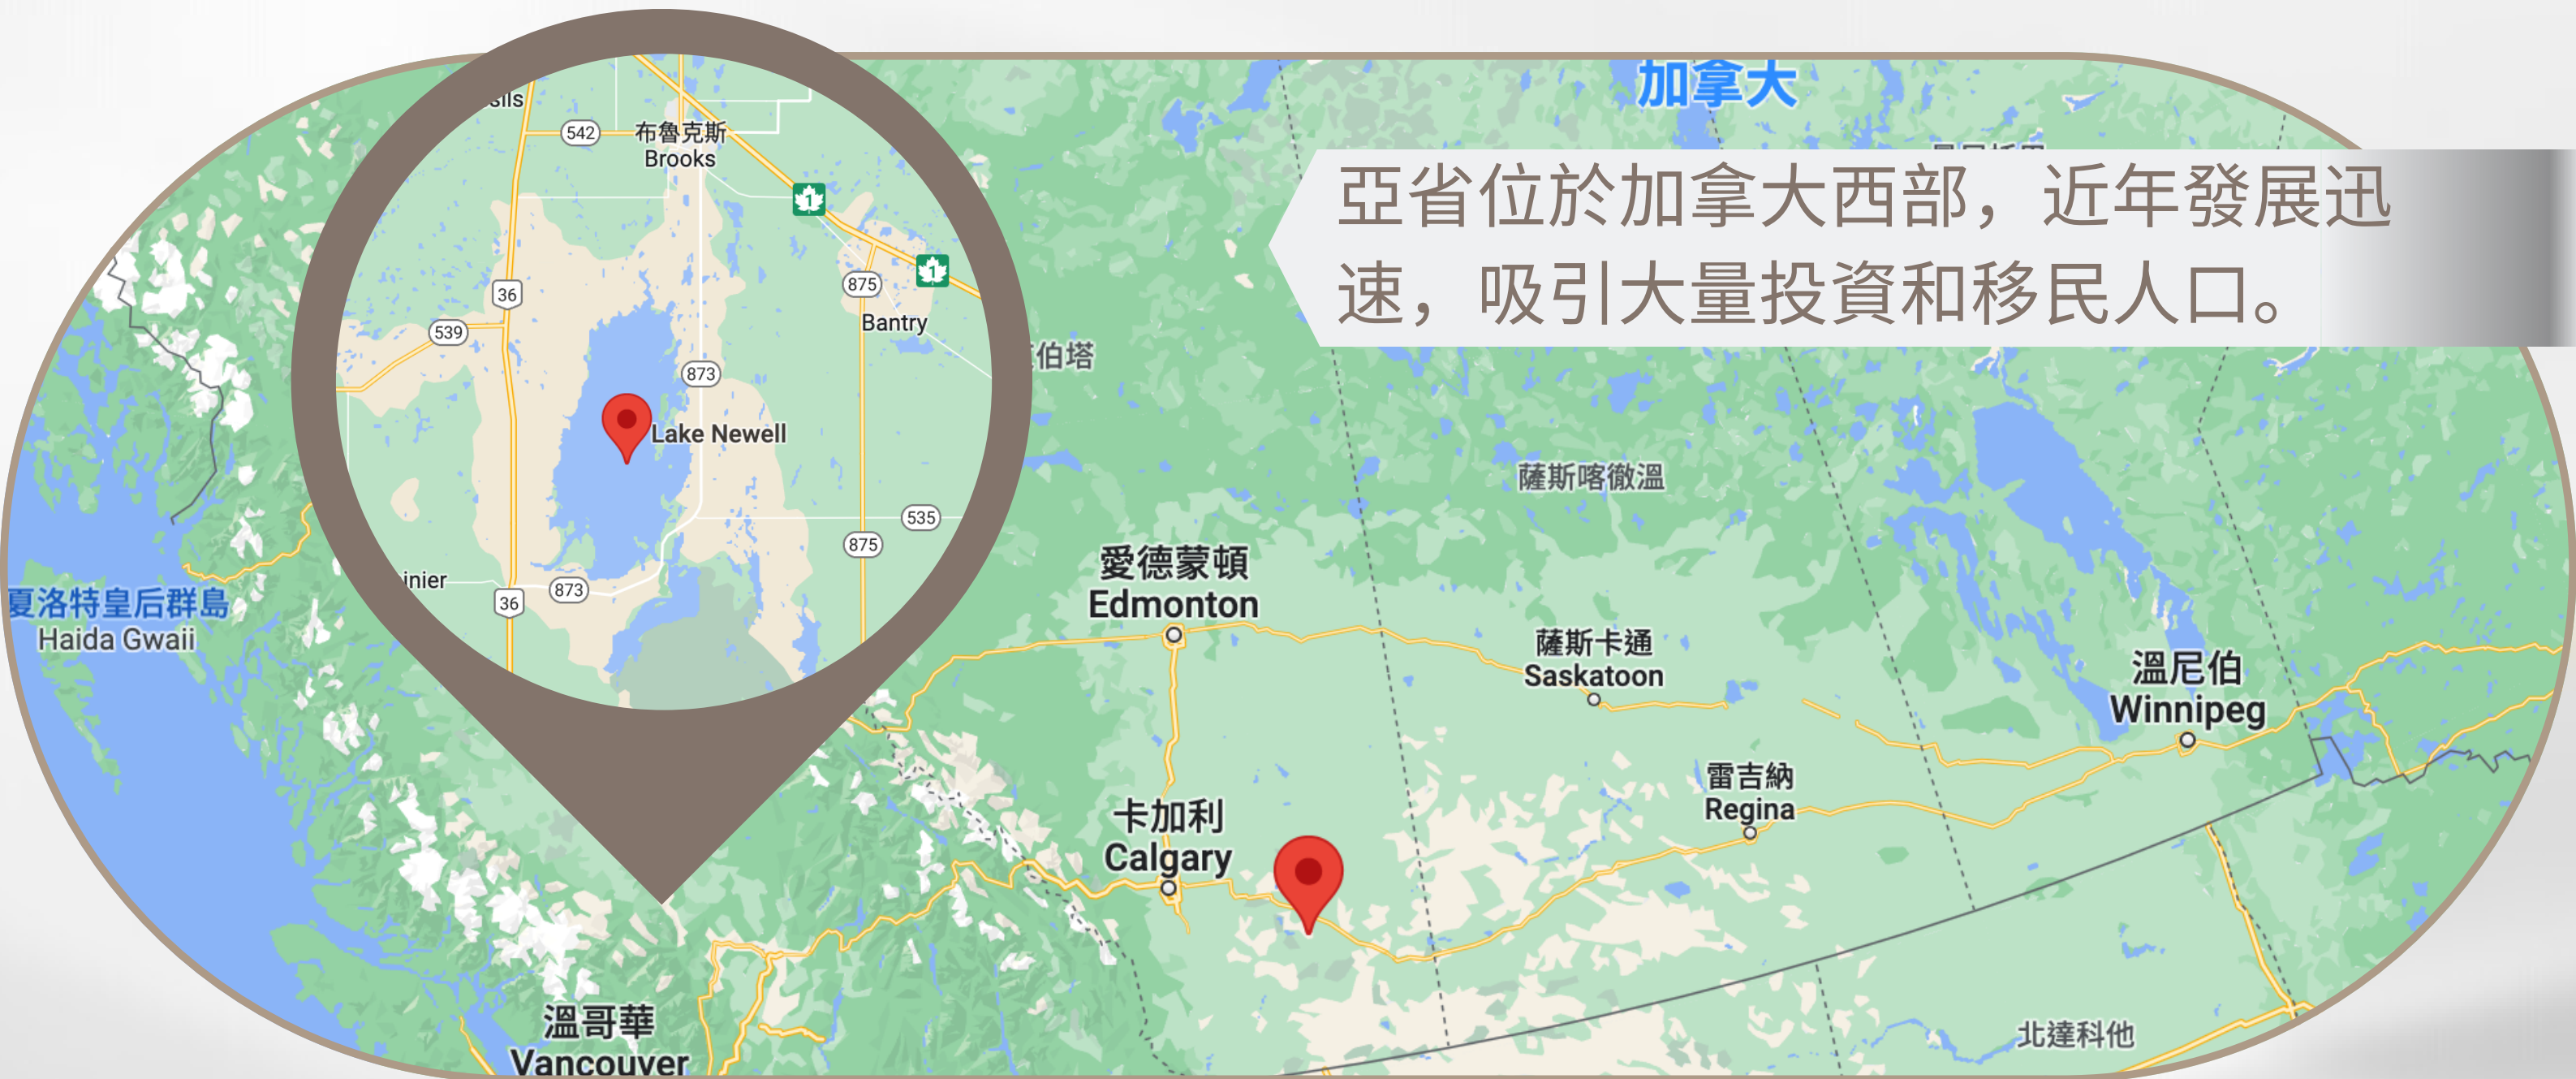 加拿大
亞省位於加拿大西部，近年發展迅
速，吸引大量投資和移民人口。
sils
542
布魯克斯
Brooks
1
1
36
875
539
Bantry
873
Lake Newell
535
875
inier
873
36
伯塔
薩斯喀徹溫
愛德蒙頓
Edmonton
夏洛特皇后群島
Haida Gwaii
薩斯卡通
Saskatoon
溫尼伯
Winnipeg
雷吉納
Regina
卡加利
Calgary
溫哥華
Vancouver
北達科他